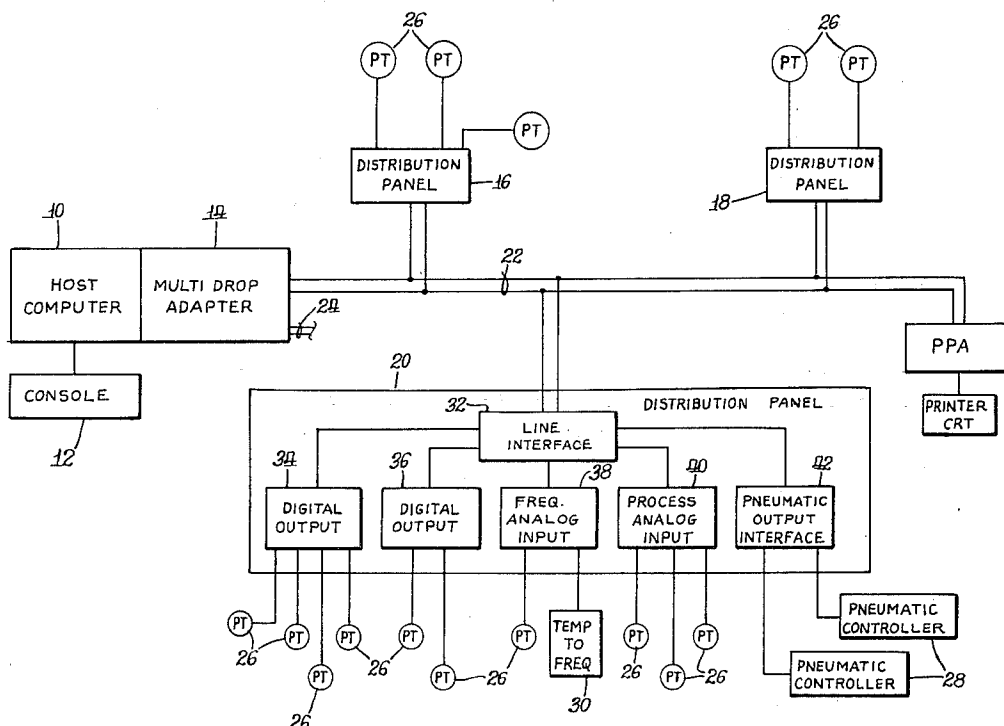 26
26
PT
PT
PT
PT
PT
DISTRIBUTION
PANEL
16
DISTRIBUTION
PANEL
18
10
14
HOST
COMPUTER
MULTI DROP
ADAPTER
22
24
CONSOLE
12
PPA
PRINTER
CRT
20
DISTRIBUTION PANEL
32
LINE
INTERFACE
34
DIGITAL
OUTPUT
36
DIGITAL
OUTPUT
38
FREQ.
ANALOG
INPUT
40
PROCESS
ANALOG
INPUT
42
PNEUMATIC
OUTPUT
INTERFACE
PT
26
PT
PT
26
PT
26
PT
PT
26
PT
26
TEMP
TO
FREQ
30
PT
26
PT
PT
26
PNEUMATIC
CONTROLLER
PNEUMATIC
CONTROLLER
28